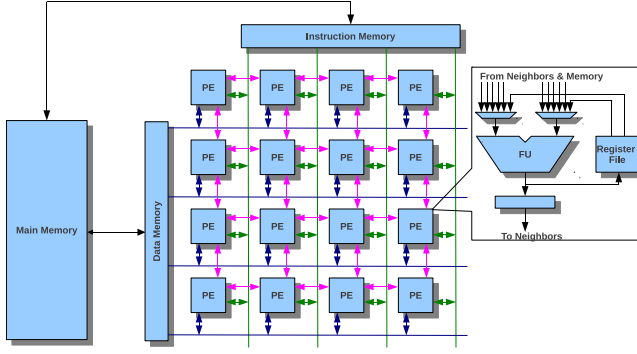 Instruction Memory
PE PE PE PE
From Neighbors & Memory
PE PE PE PE
FU
Register
File
Main Memory
Data Memory
PE PE PE PE
To Neighbors
PE PE PE PE